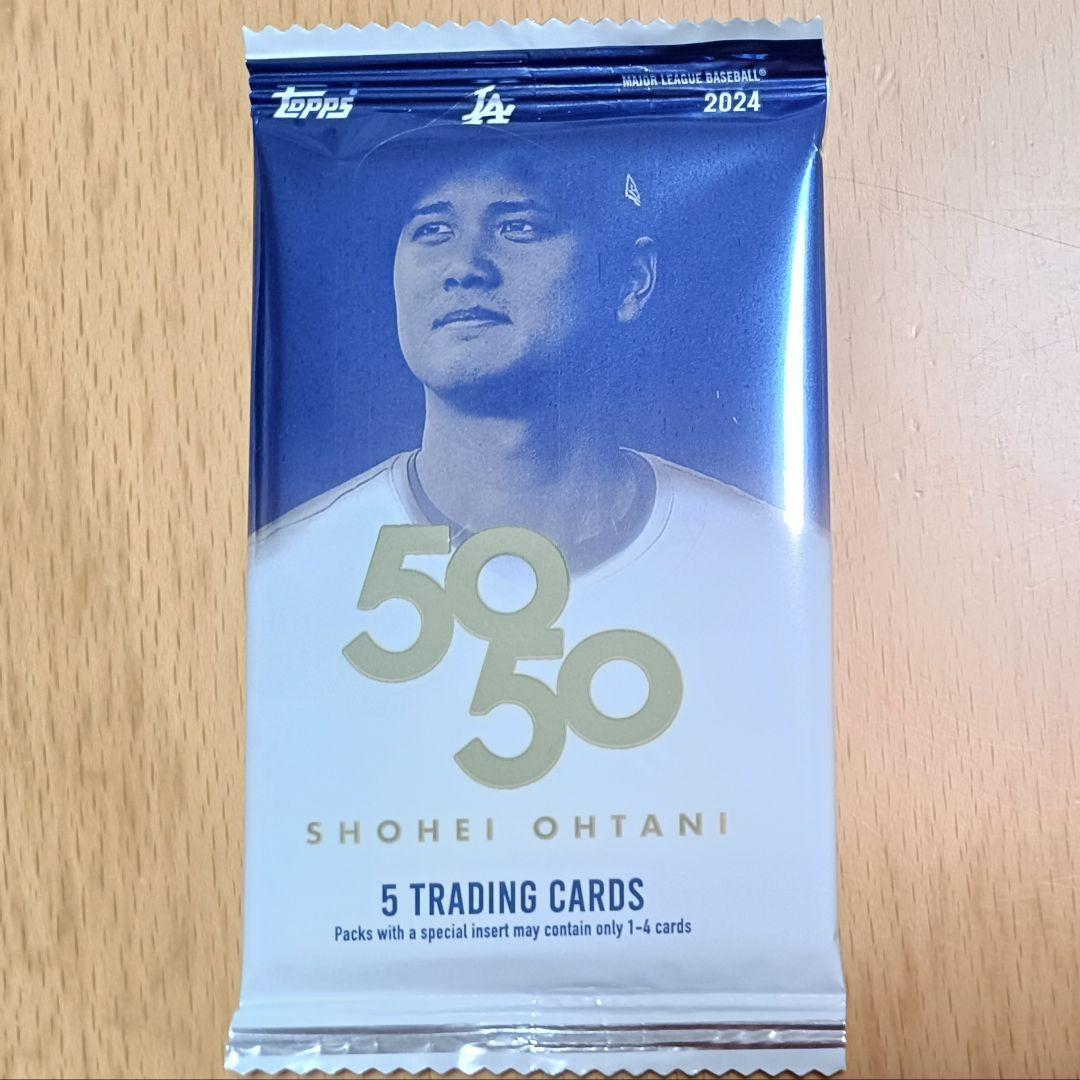 MAJOR LEAGUE BASEBALL®
Topps LA 2024
50
50
SHOHEI OHTANI
5 TRADING CARDS
Packs with a special insert may contain only 1-4 cards